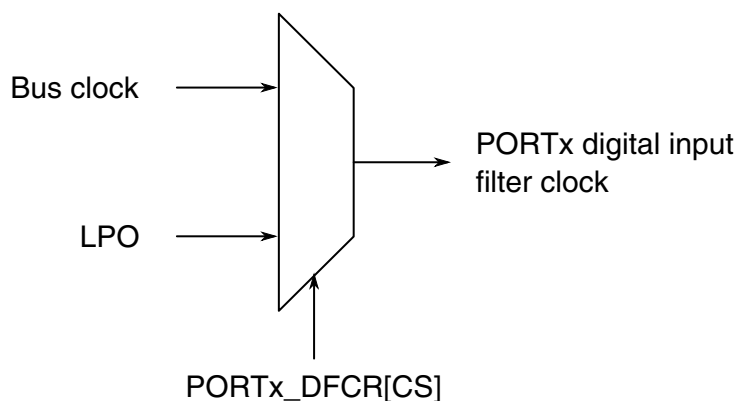 Bus clock
PORTx digital input
filter clock
LPO
PORTx_DFCR[CS]